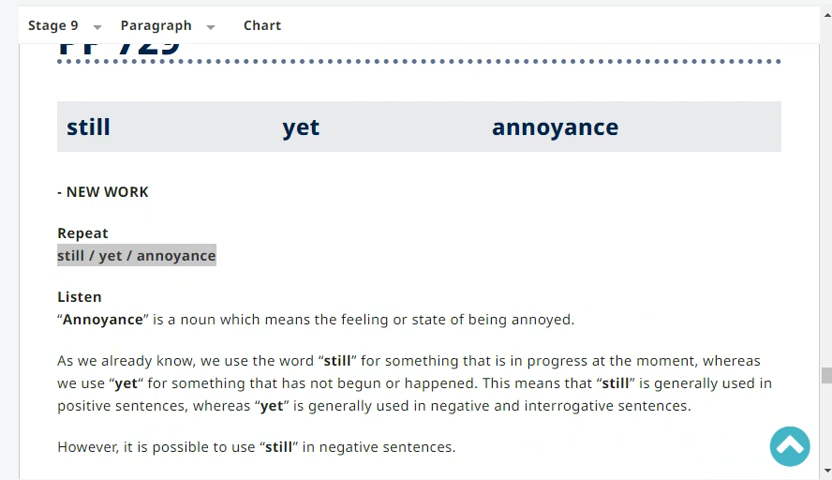 Stage 9 Paragraph Chart
PP 729
still yet annoyance
- NEW WORK
Repeat
still / yet / annoyance
Listen
“Annoyance” is a noun which means the feeling or state of being annoyed.
As we already know, we use the word “still” for something that is in progress at the moment, whereas
we use “yet“ for something that has not begun or happened. This means that “still” is generally used in
positive sentences, whereas “yet” is generally used in negative and interrogative sentences.
However, it is possible to use “still” in negative sentences.